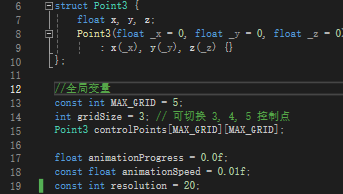 6 struct Point3 {
7 float x, y, z;
8 Point3(float _x = 0, float _y = 0, float _z = 0
9 : x(_x), y(_y), z(_z) {}
10 };
11
12 //全局变量
13 const int MAX_GRID = 5;
14 int gridSize = 3; // 可切换 3, 4, 5 控制点
15 Point3 controlPoints[MAX_GRID][MAX_GRID];
16
17 float animationProgress = 0.0f;
18 const float animationSpeed = 0.01f;
19 const int resolution = 20;